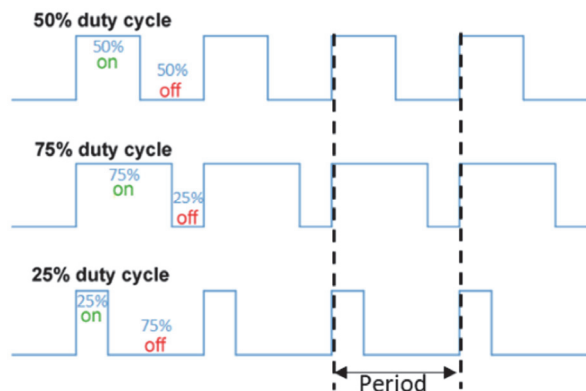 50% duty cycle
50%
on
50%
off
75% duty cycle
75%
on
25%
off
25% duty cycle
25%
on
75%
off
Period